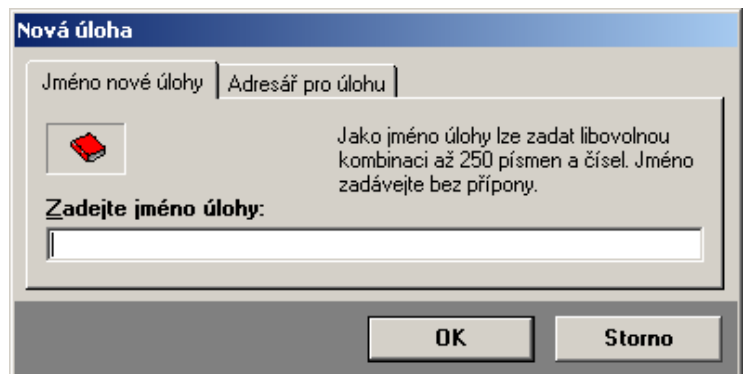 Nová úloha
Jméno nové úlohy
Adresář pro úlohu
Jako jméno úlohy lze zadat libovolnou
kombinaci až 250 písmen a čísel. Jméno
zadávejte bez přípony.
Zadejte jméno úlohy:
OK
Storno